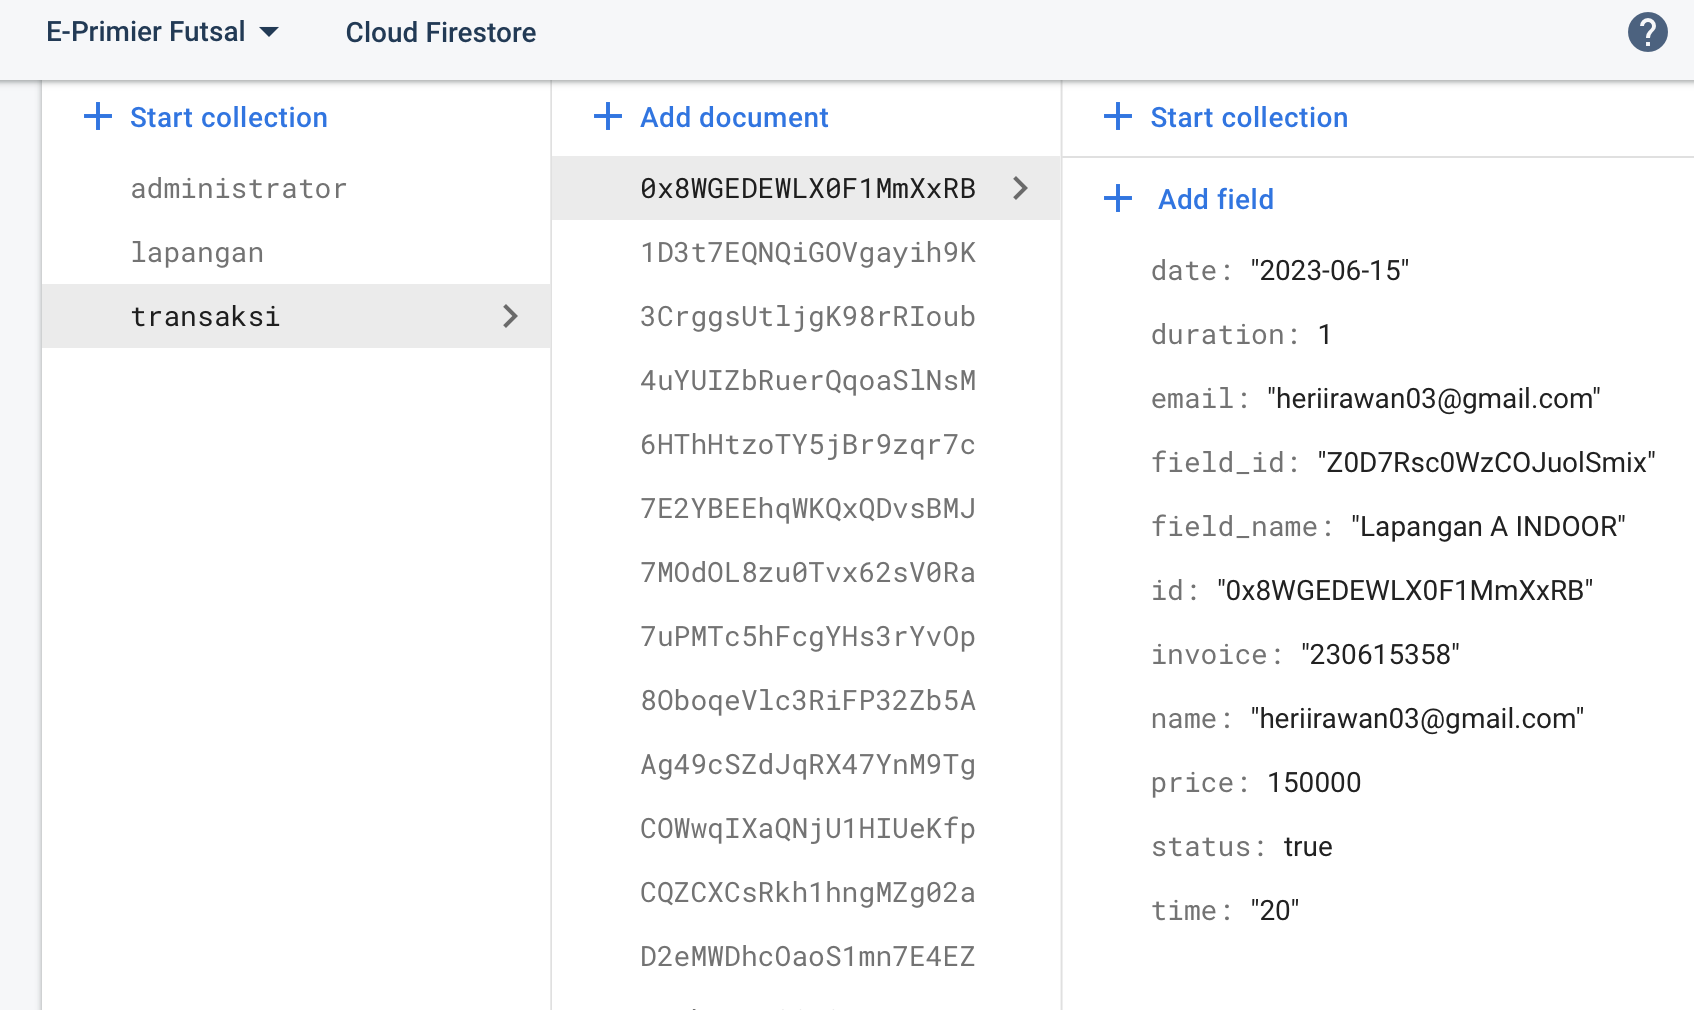 E-Primier Futsal
Cloud Firestore
?
Start collection
administrator
lapangan
transaksi
Add document
0x8WGEDEWLX0F1MmXxRB
1D3t7EQNQiGOVgayih9K
3CrggsUtljgK98rRIoub
4uYUIZbRuerQqoaSlNsM
6HThHtzoTY5jBr9zqr7c
7E2YBEEhqWKQxQDvsBMJ
7MOdOL8zu0Tvx62sV0Ra
7uPMTc5hFcgYHs3rYvOp
8OboqeVlc3RiFP32Zb5A
Ag49cSZdJqRX47YnM9Tg
COWwqIXaQNjU1HIUeKfp
CQZCXCsRkh1hngMZg02a
D2eMWDhcOaoS1mn7E4EZ
Start collection
Add field
date: "2023-06-15"
duration: 1
email: "heriirawan03@gmail.com"
field_id: "Z0D7Rsc0WzCOJuolSmix"
field_name: "Lapangan A INDOOR"
id: "0x8WGEDEWLX0F1MmXxRB"
invoice: "230615358"
name: "heriirawan03@gmail.com"
price: 150000
status: true
time: "20"